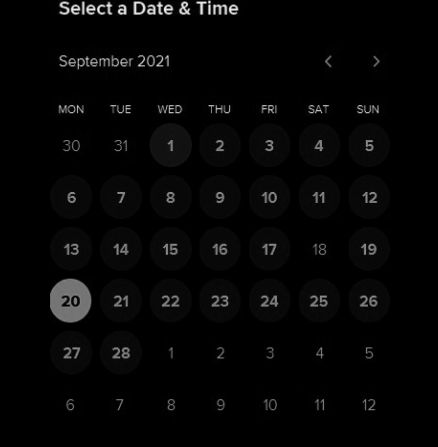 Select a Date & Time
September 2021
MON TUE WED THU FRI SAT SUN
30 31 1 2 3 4 5
6 7 8 9 10 11 12
13 14 15 16 17 18 19
20 21 22 23 24 25 26
27 28 1 2 3 4 5
6 7 8 9 10 11 12